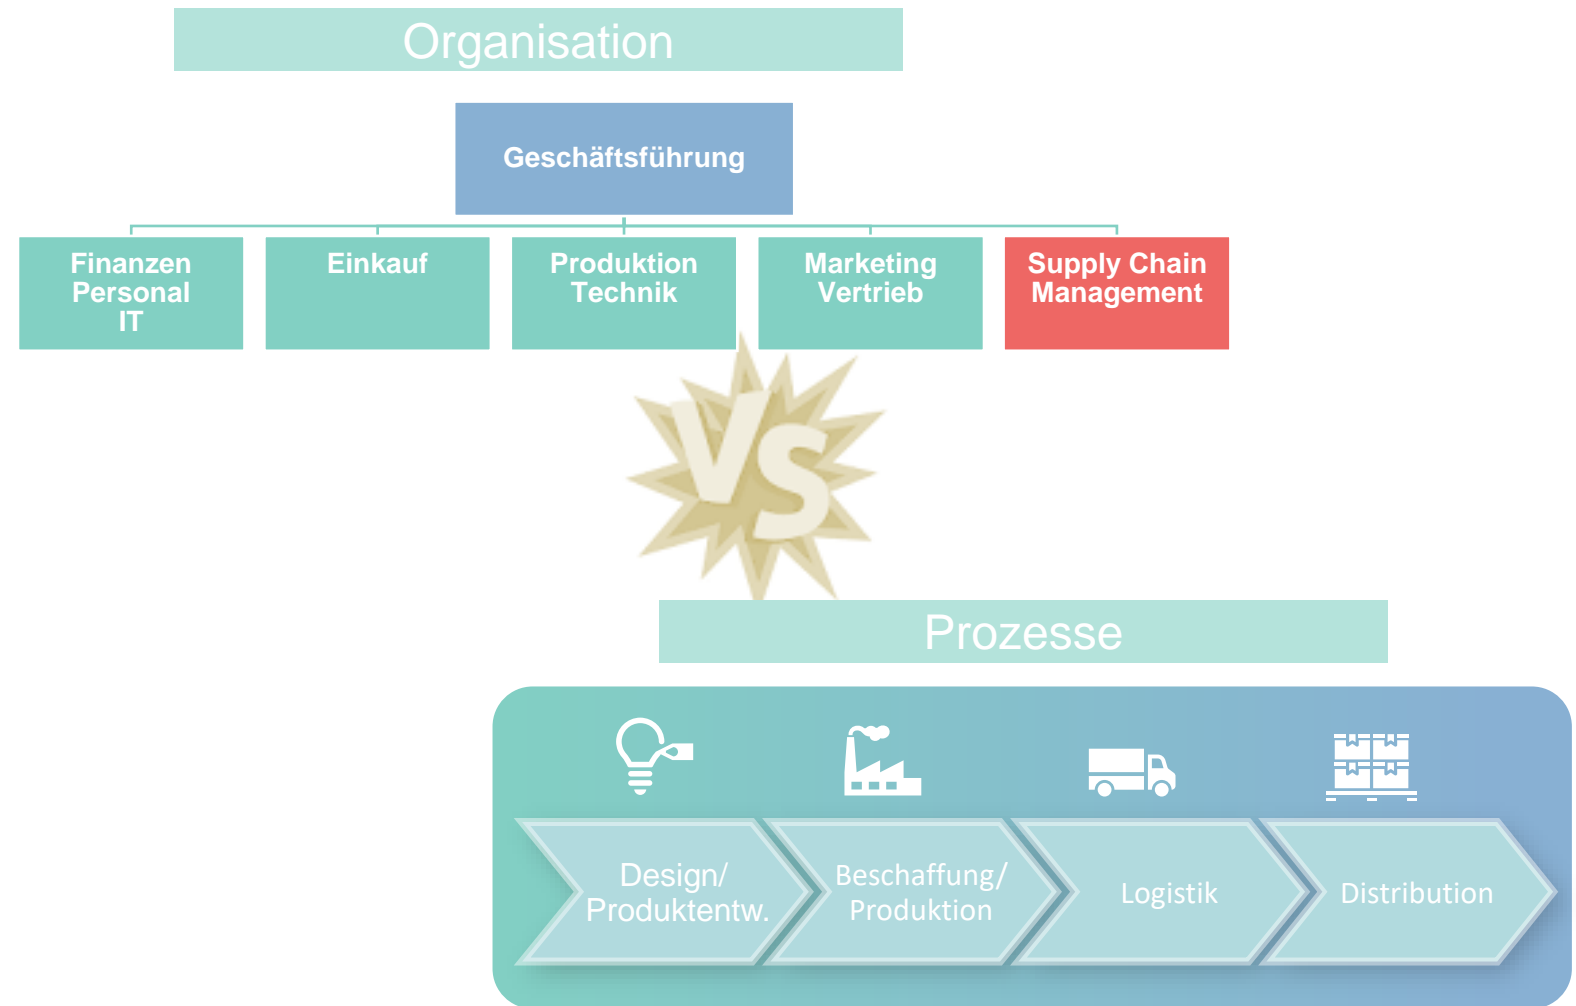 Organisation
Geschäftsführung
Finanzen
Personal
IT
Einkauf
Produktion
Technik
Marketing
Vertrieb
Supply Chain
Management
VS
Prozesse
Design/
Produktentw.
Beschaffung/
Produktion
Logistik
Distribution